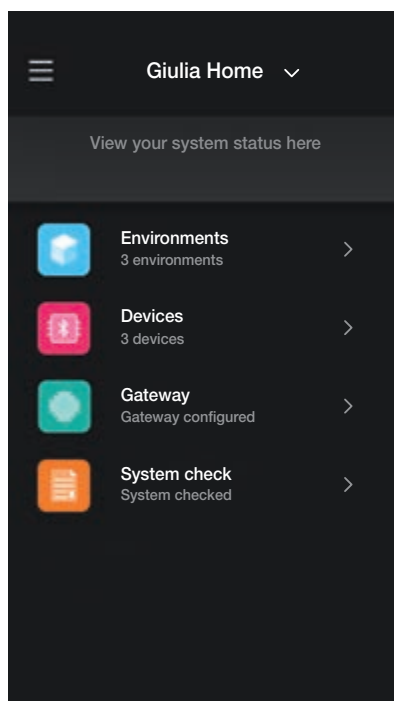 Giulia Home
View your system status here
Environments
3 environments
Devices
3 devices
Gateway
Gateway configured
System check
System checked